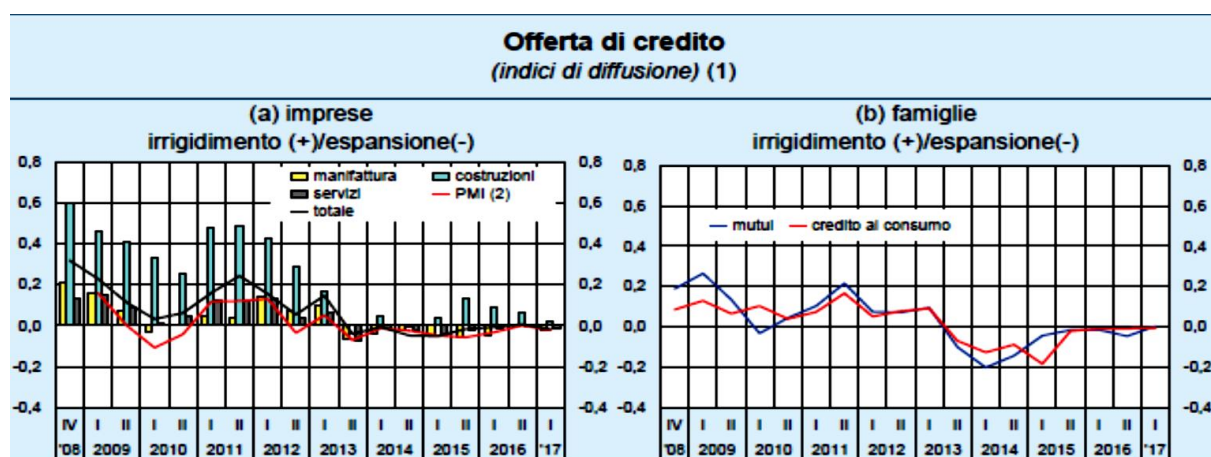 Offerta di credito
(indici di diffusione) (1)
(a) imprese
irrigidimento (+)/espansione(-)
0,8
0,6
0,4
0,2
0,0
-0,2
-0,4
manifattura
costruzioni
servizi
PMI (2)
totale
0,8
0,6
0,4
0,2
0,0
-0,2
-0,4
IV I II I II I II I II I II I II I II I II I
'08 2009 2010 2011 2012 2013 2014 2015 2016 '17
(b) famiglie
irrigidimento (+)/espansione(-)
0,8
0,6
0,4
0,2
0,0
-0,2
-0,4
mutui
credito al consumo
0,8
0,6
0,4
0,2
0,0
-0,2
-0,4
IV I II I II I II I II I II I II I II I II I
'08 2009 2010 2011 2012 2013 2014 2015 2016 '17